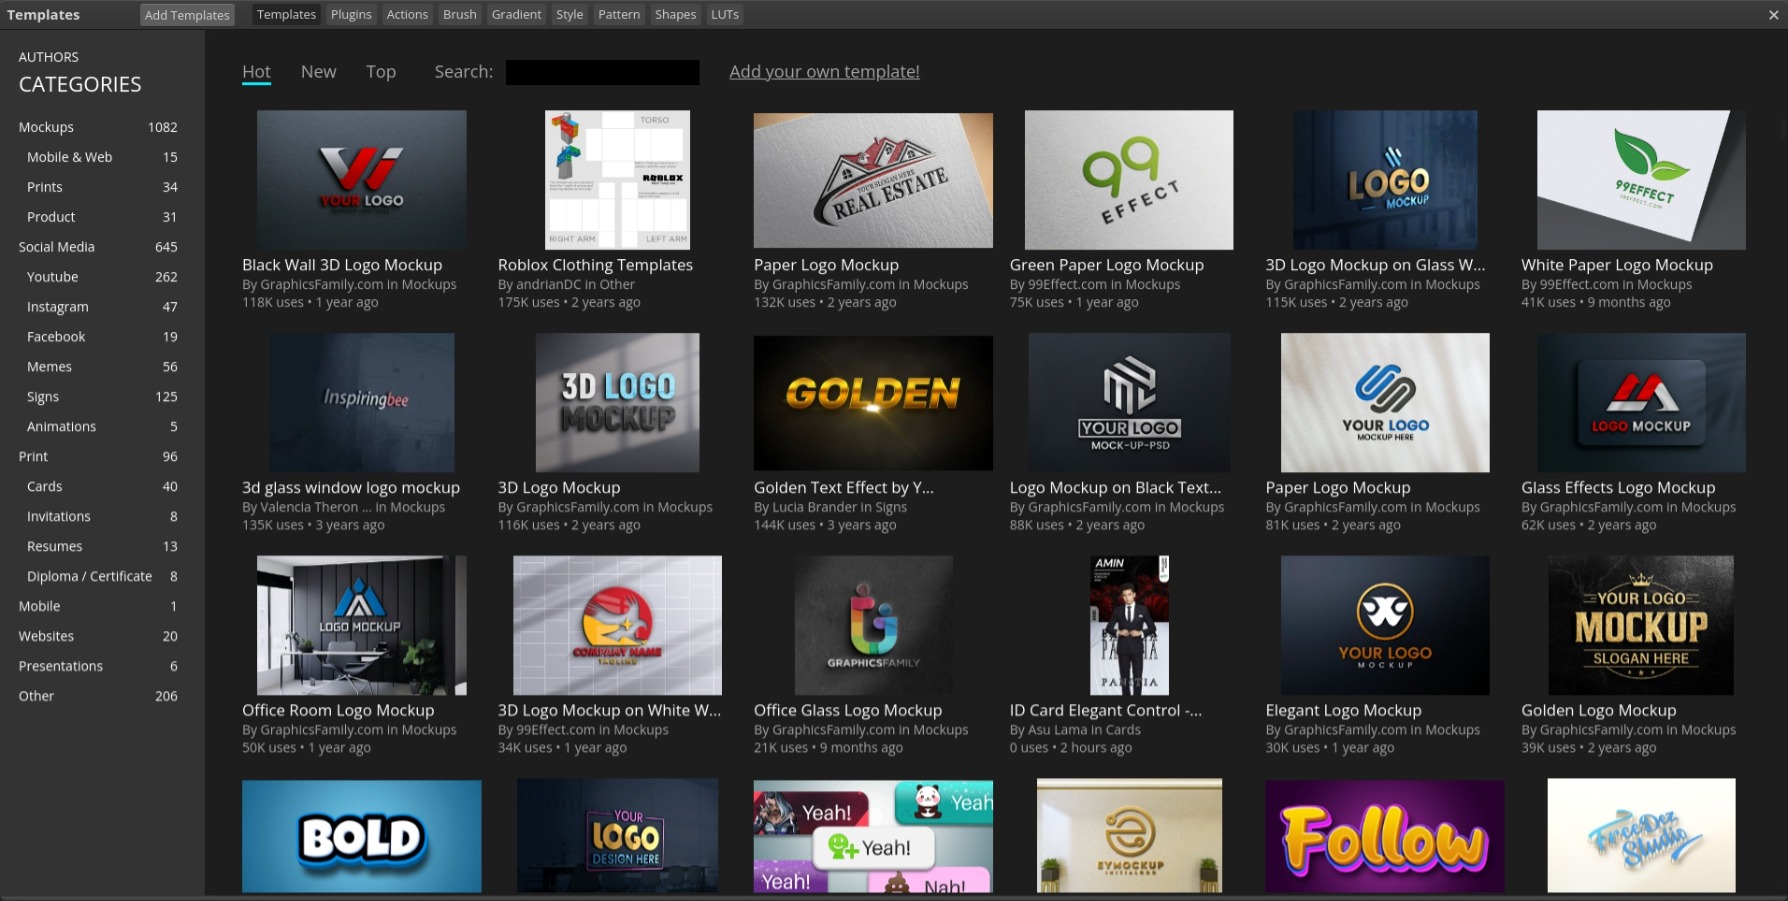 Templates
Add Templates
Templates
Plugins
Actions
Brush
Gradient
Style
Pattern
Shapes
LUTs
AUTHORS
CATEGORIES
Mockups 1082
Mobile & Web 15
Prints 34
Product 31
Social Media 645
Youtube 262
Instagram 47
Facebook 19
Memes 56
Signs 125
Animations 5
Print 96
Cards 40
Invitations 8
Resumes 13
Diploma / Certificate 8
Mobile 1
Websites 20
Presentations 6
Other 206
Hot
New
Top
Search:
Add your own template!
YOUR LOGO
Black Wall 3D Logo Mockup
By GraphicsFamily.com in Mockups
118K uses • 1 year ago
TORSO
ROBLOX
RIGHT ARM
LEFT ARM
Roblox Clothing Templates
By andrianDC in Other
175K uses • 2 years ago
YOUR SLOGAN HERE
REAL ESTATE
Paper Logo Mockup
By GraphicsFamily.com in Mockups
132K uses • 2 years ago
99
EFFECT
Green Paper Logo Mockup
By 99Effect.com in Mockups
75K uses • 1 year ago
LOGO
MOCKUP
3D Logo Mockup on Glass W...
By GraphicsFamily.com in Mockups
115K uses • 2 years ago
99EFFECT
99EFFECT.COM
White Paper Logo Mockup
By 99Effect.com in Mockups
41K uses • 9 months ago
Inspiringbee
3d glass window logo mockup
By Valencia Theron ... in Mockups
135K uses • 3 years ago
3D LOGO
MOCKUP
3D Logo Mockup
By GraphicsFamily.com in Mockups
116K uses • 2 years ago
GOLDEN
Golden Text Effect by Y...
By Lucia Brander in Signs
144K uses • 3 years ago
YOUR LOGO
MOCK-UP-PSD
Logo Mockup on Black Text...
By GraphicsFamily.com in Mockups
88K uses • 2 years ago
YOUR LOGO
MOCKUP HERE
Paper Logo Mockup
By GraphicsFamily.com in Mockups
81K uses • 2 years ago
LOGO MOCKUP
Glass Effects Logo Mockup
By GraphicsFamily.com in Mockups
62K uses • 2 years ago
LOGO MOCKUP
Office Room Logo Mockup
By GraphicsFamily.com in Mockups
50K uses • 1 year ago
COMPANY NAME
TAGLINE
3D Logo Mockup on White W...
By 99Effect.com in Mockups
34K uses • 1 year ago
GRAPHICSFAMILY
Office Glass Logo Mockup
By GraphicsFamily.com in Mockups
21K uses • 9 months ago
AMIN
ID Card Elegant Control -...
By Asu Lama in Cards
0 uses • 2 hours ago
YOUR LOGO
MOCKUP
Elegant Logo Mockup
By GraphicsFamily.com in Mockups
30K uses • 1 year ago
YOUR LOGO
MOCKUP
SLOGAN HERE
Golden Logo Mockup
By GraphicsFamily.com in Mockups
39K uses • 2 years ago
BOLD
YOUR
LOGO
DESIGN HERE
Yeah!
Yeah
Yeah!
Yeah!
Nah!
EYMOCKUP
INITIALOGO
Follow
FreeDez
Studio